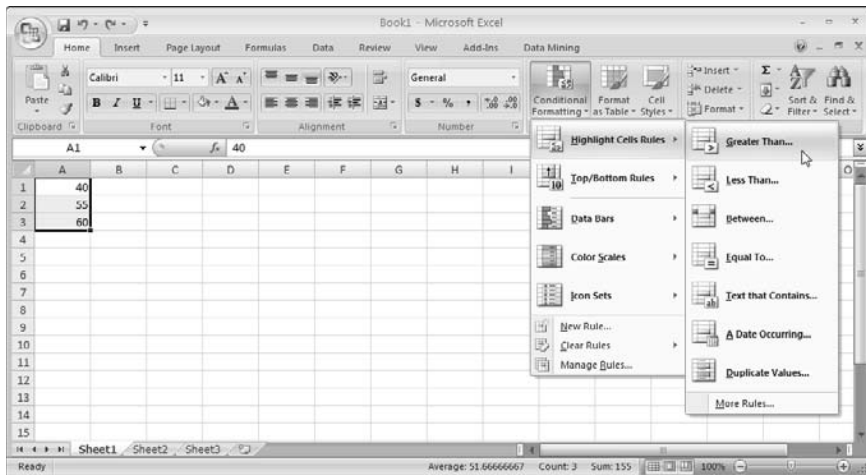 Book1 - Microsoft Excel
Home Insert Page Layout Formulas Data Review View Add-Ins Data Mining
Paste
Clipboard
Calibri 11 A A
B I U A
Font
Alignment
General
$ % , .0 .00 .00 .0
Number
Conditional Formatting
Format as Table
Cell Styles
Insert
Delete
Format
Σ
Sort & Filter
Find & Select
A1 fx 40
A B C D E F G H I O
1 40
2 55
3 60
4
5
6
7
8
9
10
11
12
13
14
15
Highlight Cells Rules
Top/Bottom Rules
Data Bars
Color Scales
Icon Sets
New Rule...
Clear Rules
Manage Rules...
Greater Than...
Less Than...
Between...
Equal To...
Text that Contains...
A Date Occurring...
Duplicate Values...
More Rules...
Sheet1 Sheet2 Sheet3
Ready Average: 51.66666667 Count: 3 Sum: 155 100%